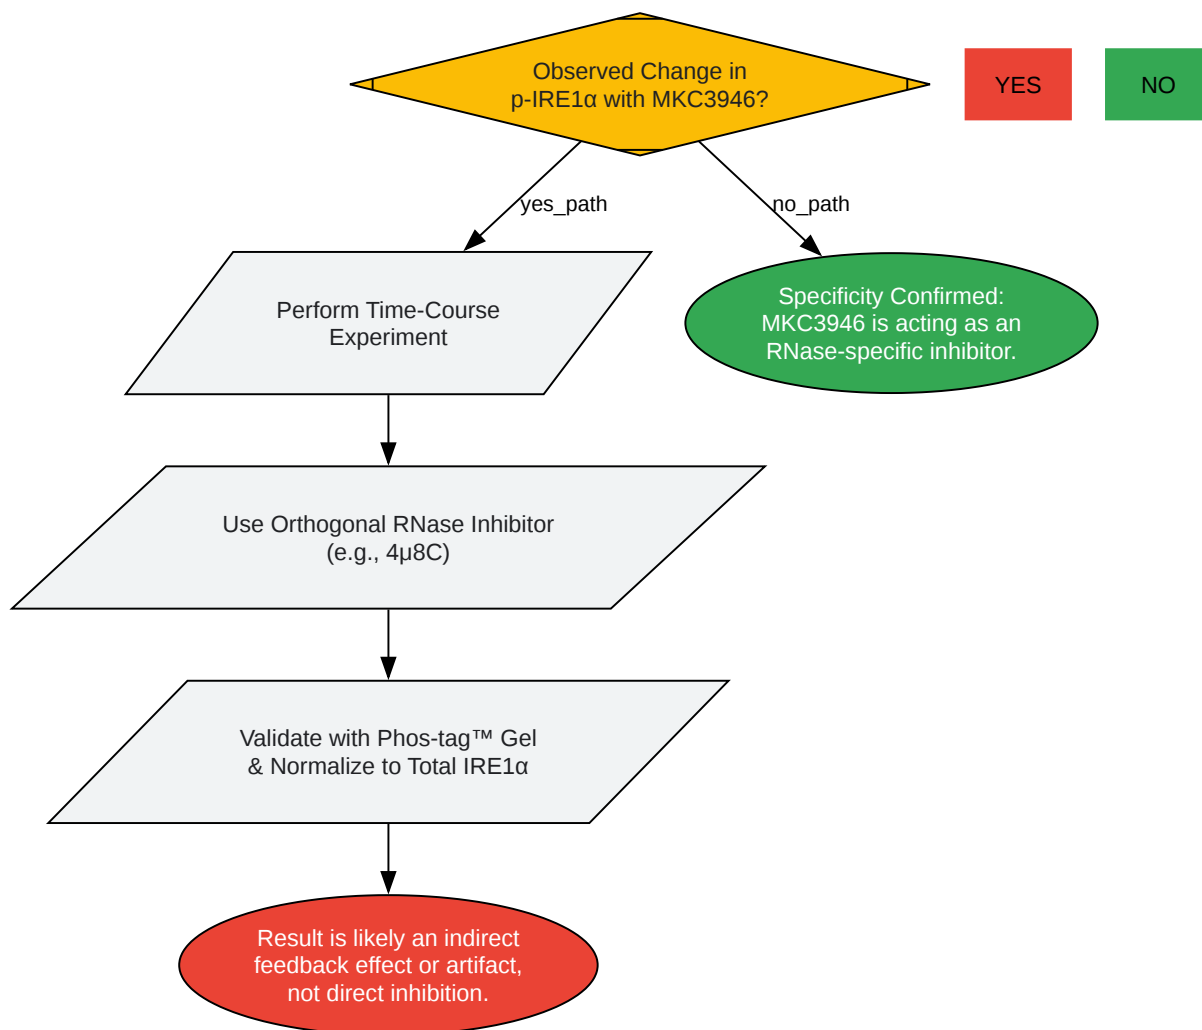 Observed Change in
p-IRE1α with MKC3946?
YES
NO
yes_path
no_path
Perform Time-Course
Experiment
Specificity Confirmed:
MKC3946 is acting as an
RNase-specific inhibitor.
Use Orthogonal RNase Inhibitor
(e.g., 4μ8C)
Validate with Phos-tag™ Gel
& Normalize to Total IRE1α
Result is likely an indirect
feedback effect or artifact,
not direct inhibition.